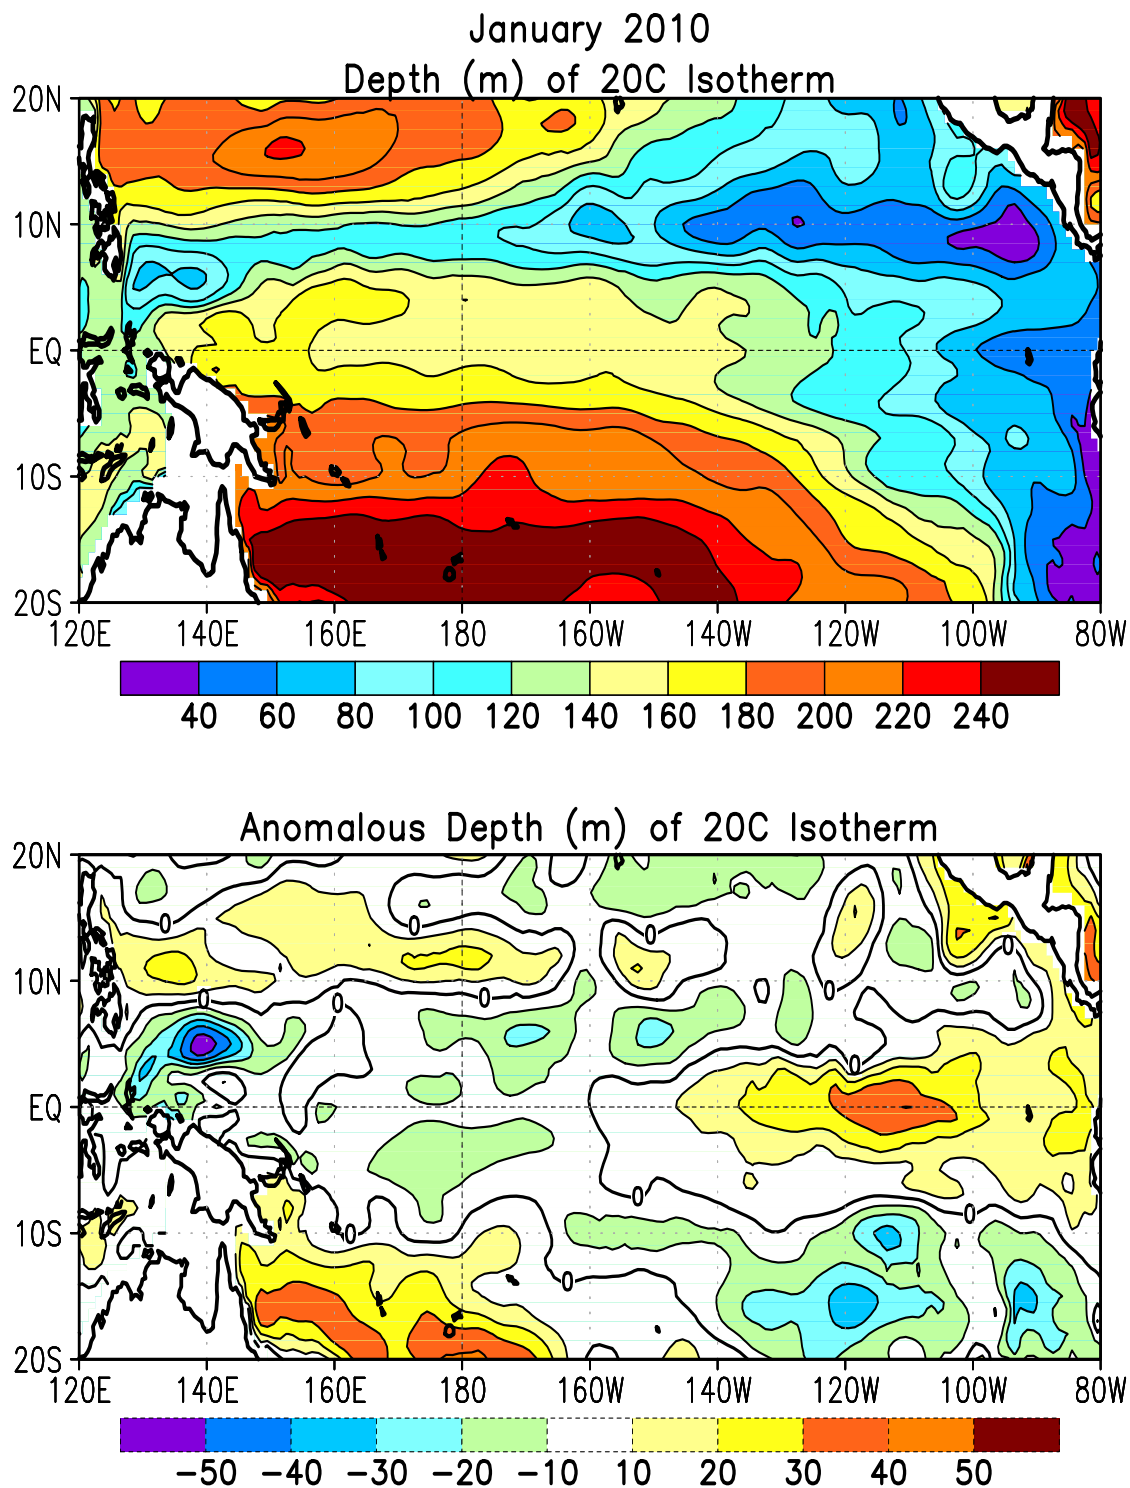 January 2010
Depth (m) of 20C Isotherm
20N
10N
EQ
10S
20S
120E 140E 160E 180 160W 140W 120W 100W 80W
40 60 80 100 120 140 160 180 200 220 240
Anomalous Depth (m) of 20C Isotherm
20N
0 0 0 0
10N
0 0 0 0
0
EQ
0 0
10S
0
0
20S
120E 140E 160E 180 160W 140W 120W 100W 80W
-50 -40 -30 -20 -10 10 20 30 40 50